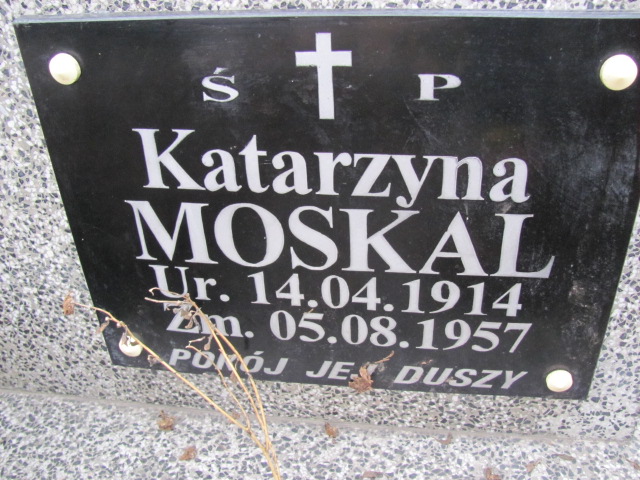 Ś P
Katarzyna
MOSKAL
Ur. 14.04.1914
Zm. 05.08.1957
POKÓJ JEJ DUSZY